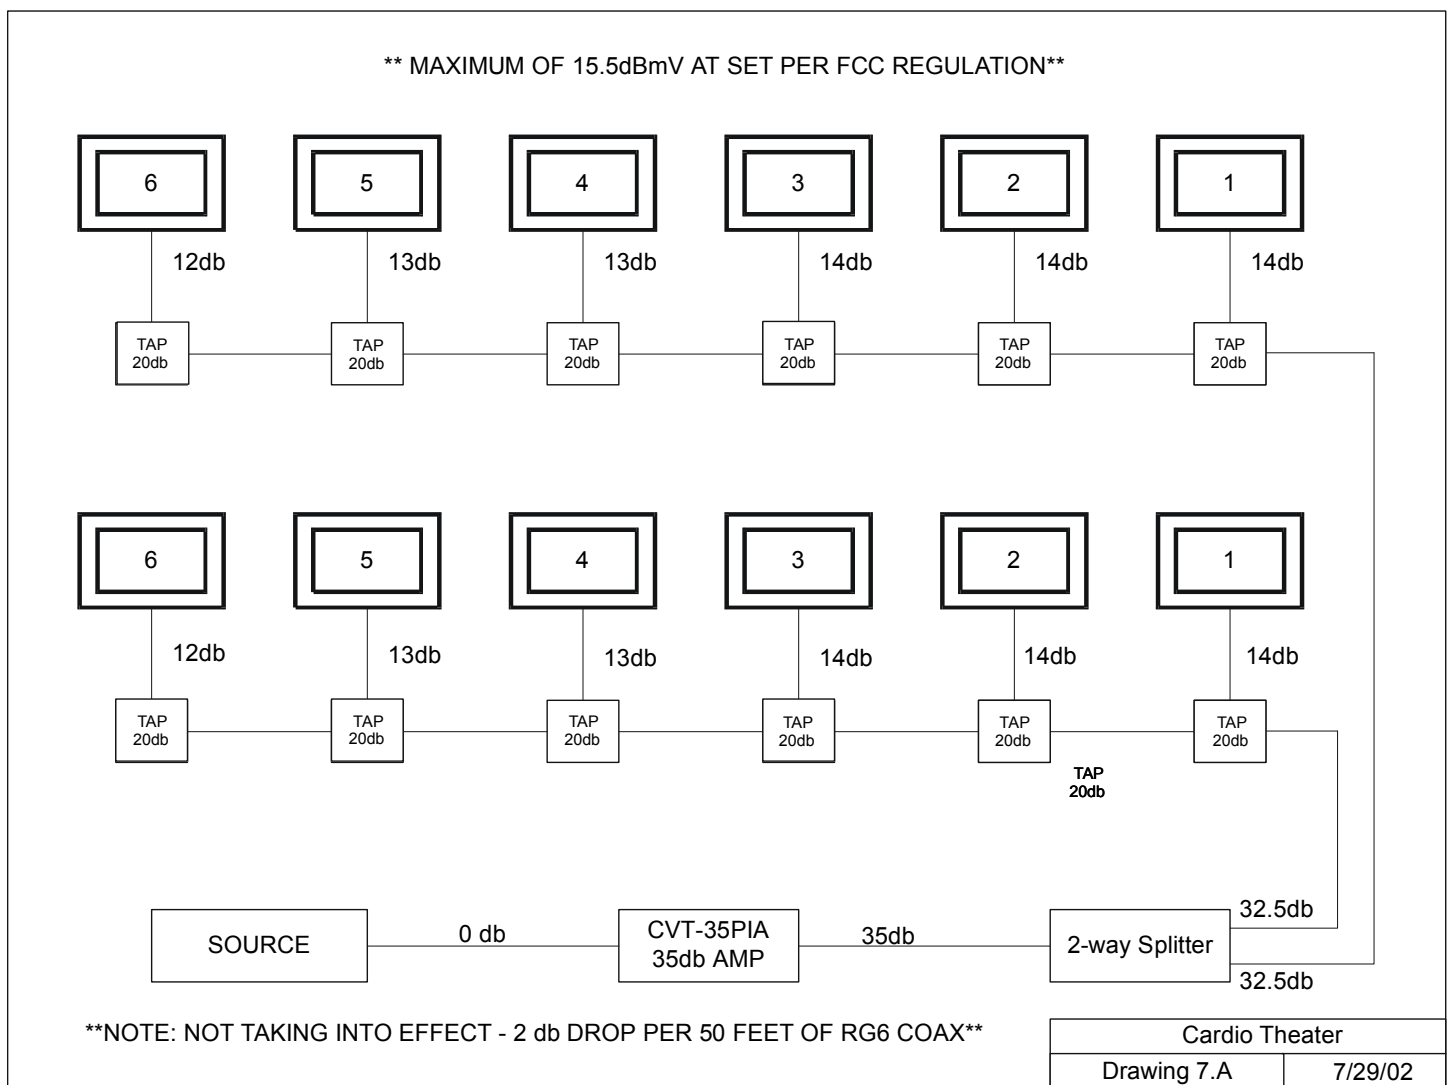 ** MAXIMUM OF 15.5dBmV AT SET PER FCC REGULATION**
6 5 4 3 2 1
12db 13db 13db 14db 14db 14db
TAP TAP TAP TAP TAP TAP
20db 20db 20db 20db 20db 20db
6 5 4 3 2 1
12db 13db 13db 14db 14db 14db
TAP TAP TAP TAP TAP TAP
20db 20db 20db 20db 20db 20db
TAP
20db
SOURCE
0 db
CVT-35PIA
35db AMP
35db
2-way Splitter
32.5db
32.5db
**NOTE: NOT TAKING INTO EFFECT - 2 db DROP PER 50 FEET OF RG6 COAX**
Cardio Theater
Drawing 7.A 7/29/02